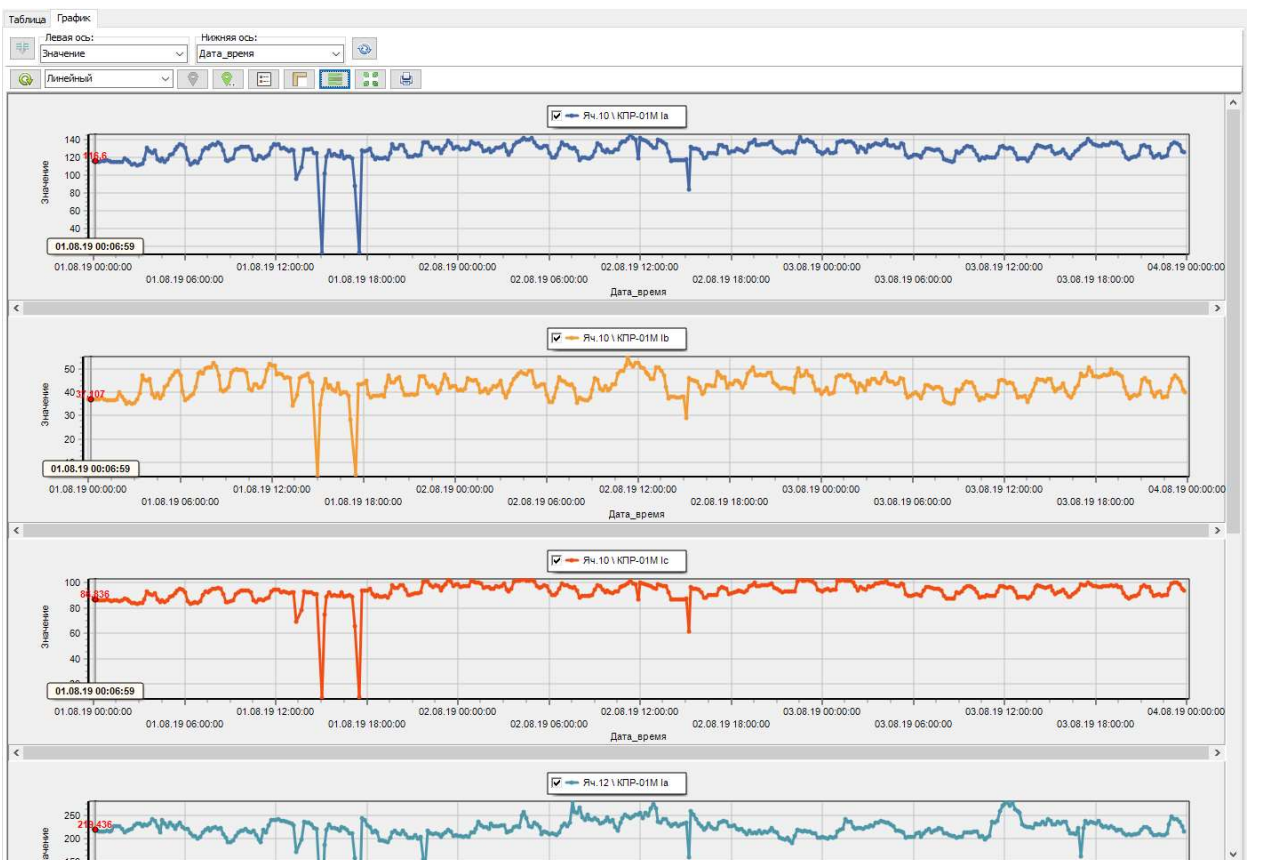 Таблица График
Левая ось: Нижняя ось:
Значение Дата_время
Линейный
Яч.10 \ КПР-01М Ia
140
120
100
80
60
40
Значение
116,6
01.08.19 00:06:59
01.08.19 00:00:00 01.08.19 06:00:00 01.08.19 12:00:00 01.08.19 18:00:00 02.08.19 00:00:00 02.08.19 06:00:00 02.08.19 12:00:00 02.08.19 18:00:00 03.08.19 00:00:00 03.08.19 06:00:00 03.08.19 12:00:00 03.08.19 18:00:00 04.08.19 00:00:00
Дата_время
Яч.10 \ КПР-01М Ib
50
40
30
20
Значение
37,107
01.08.19 00:06:59
01.08.19 00:00:00 01.08.19 06:00:00 01.08.19 12:00:00 01.08.19 18:00:00 02.08.19 00:00:00 02.08.19 06:00:00 02.08.19 12:00:00 02.08.19 18:00:00 03.08.19 00:00:00 03.08.19 06:00:00 03.08.19 12:00:00 03.08.19 18:00:00 04.08.19 00:00:00
Дата_время
Яч.10 \ КПР-01М Ic
100
80
60
40
Значение
01.08.19 00:06:59
01.08.19 00:00:00 01.08.19 06:00:00 01.08.19 12:00:00 01.08.19 18:00:00 02.08.19 00:00:00 02.08.19 06:00:00 02.08.19 12:00:00 02.08.19 18:00:00 03.08.19 00:00:00 03.08.19 06:00:00 03.08.19 12:00:00 03.08.19 18:00:00 04.08.19 00:00:00
Дата_время
Яч.12 \ КПР-01М Ia
250
200